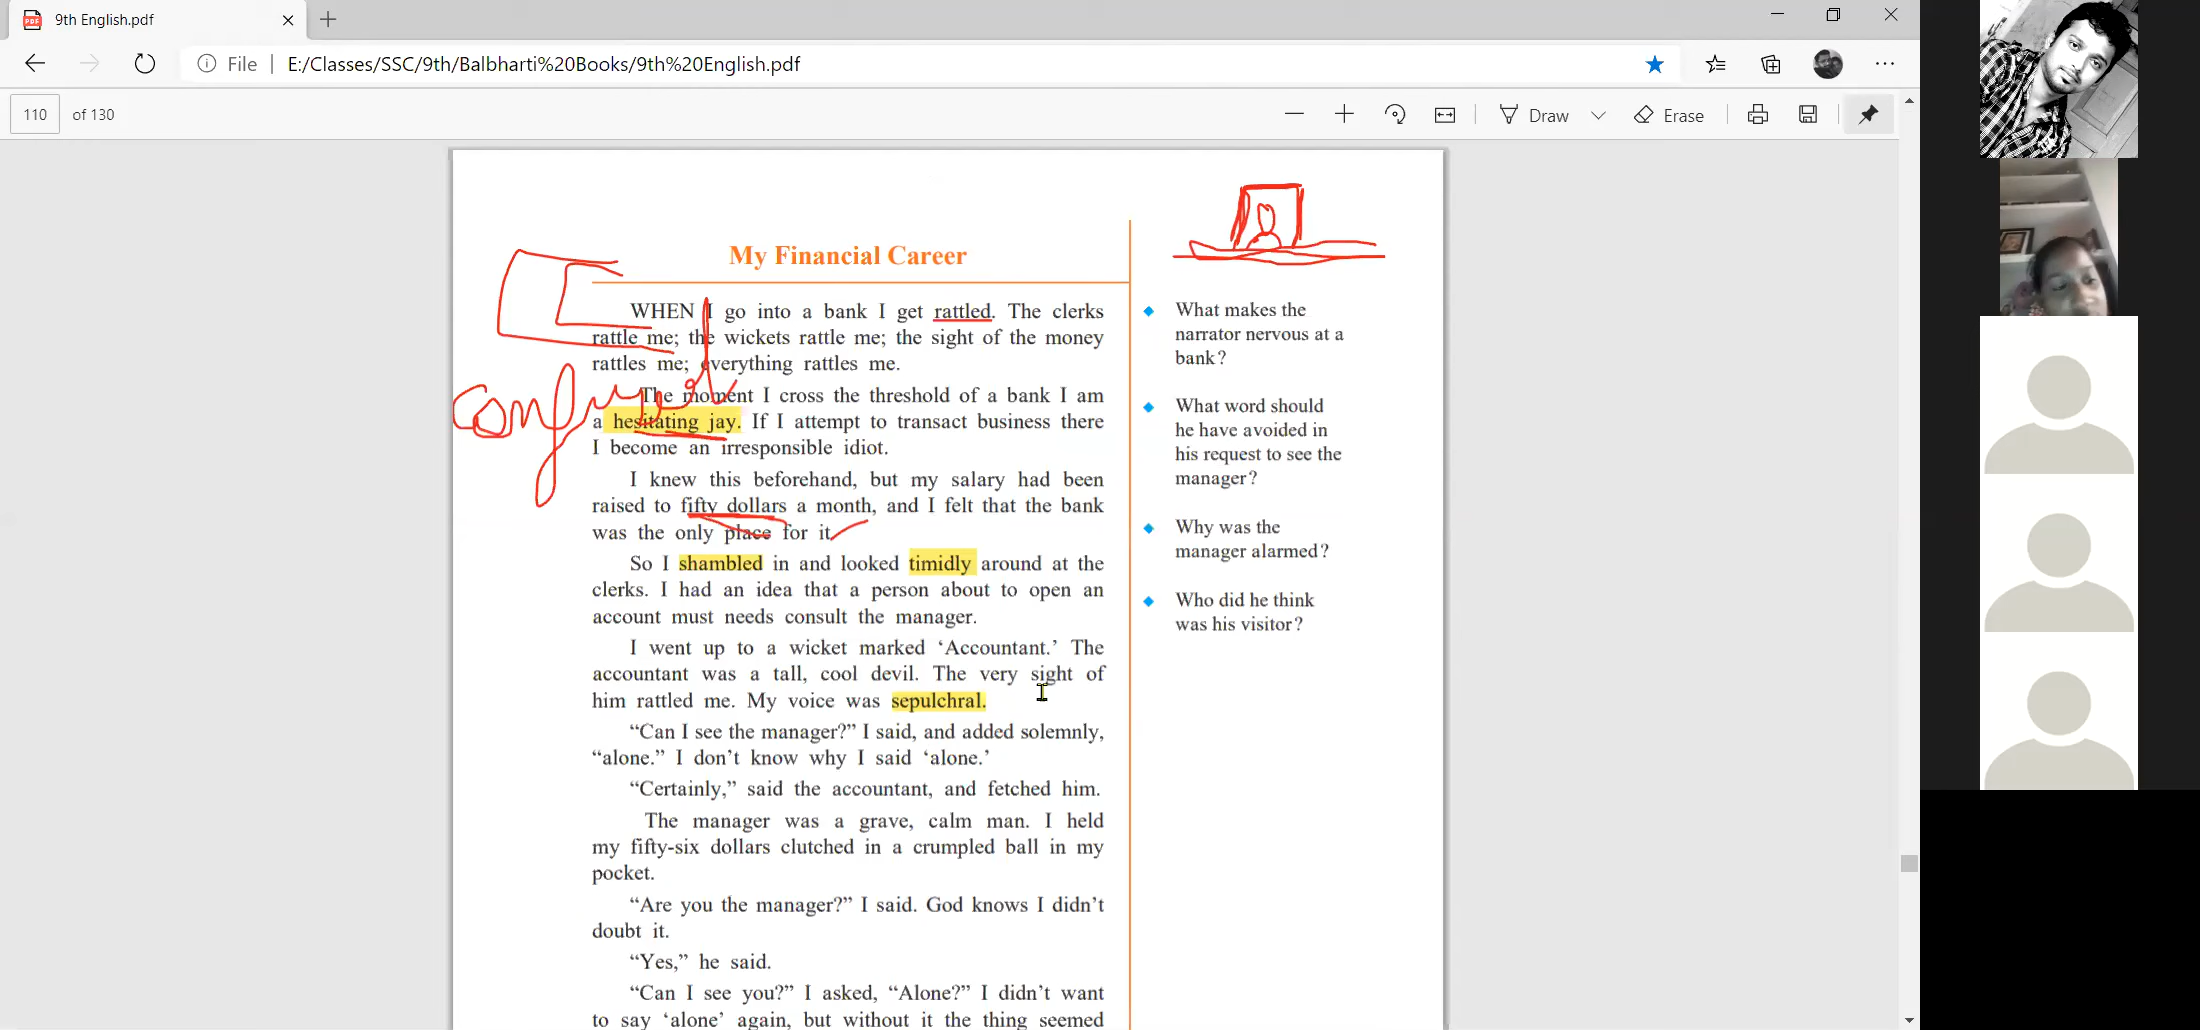 9th English.pdf
File
E:/Classes/SSC/9th/Balbharti%20Books/9th%20English.pdf
110 of 130
Draw
Erase
My Financial Career
WHEN I go into a bank I get rattled. The clerks
rattle me; the wickets rattle me; the sight of the money
rattles me; everything rattles me.
The moment I cross the threshold of a bank I am
a hesitating jay. If I attempt to transact business there
I become an irresponsible idiot.
I knew this beforehand, but my salary had been
raised to fifty dollars a month, and I felt that the bank
was the only place for it.
So I shambled in and looked timidly around at the
clerks. I had an idea that a person about to open an
account must needs consult the manager.
I went up to a wicket marked ‘Accountant.’ The
accountant was a tall, cool devil. The very sight of
him rattled me. My voice was sepulchral.
“Can I see the manager?” I said, and added solemnly,
“alone.” I don’t know why I said ‘alone.’
“Certainly,” said the accountant, and fetched him.
The manager was a grave, calm man. I held
my fifty-six dollars clutched in a crumpled ball in my
pocket.
“Are you the manager?” I said. God knows I didn’t
doubt it.
“Yes,” he said.
“Can I see you?” I asked, “Alone?” I didn’t want
to say ‘alone’ again, but without it the thing seemed
confused
What makes the
narrator nervous at a
bank?
What word should
he have avoided in
his request to see the
manager?
Why was the
manager alarmed?
Who did he think
was his visitor?